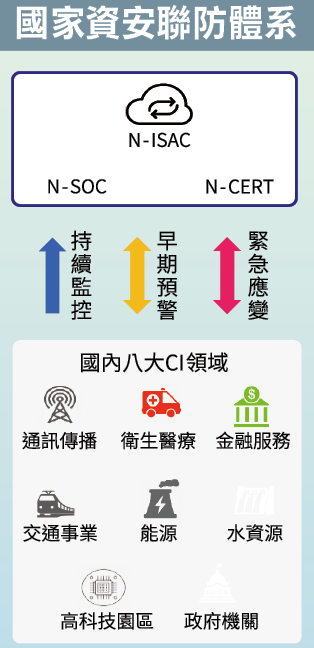 國家資安聯防體系
N-ISAC
N-SOC N-CERT
持續監控
早期預警
緊急應變
國內八大CI領域
通訊傳播 衛生醫療 金融服務
交通事業 能源 水資源
高科技園區 政府機關